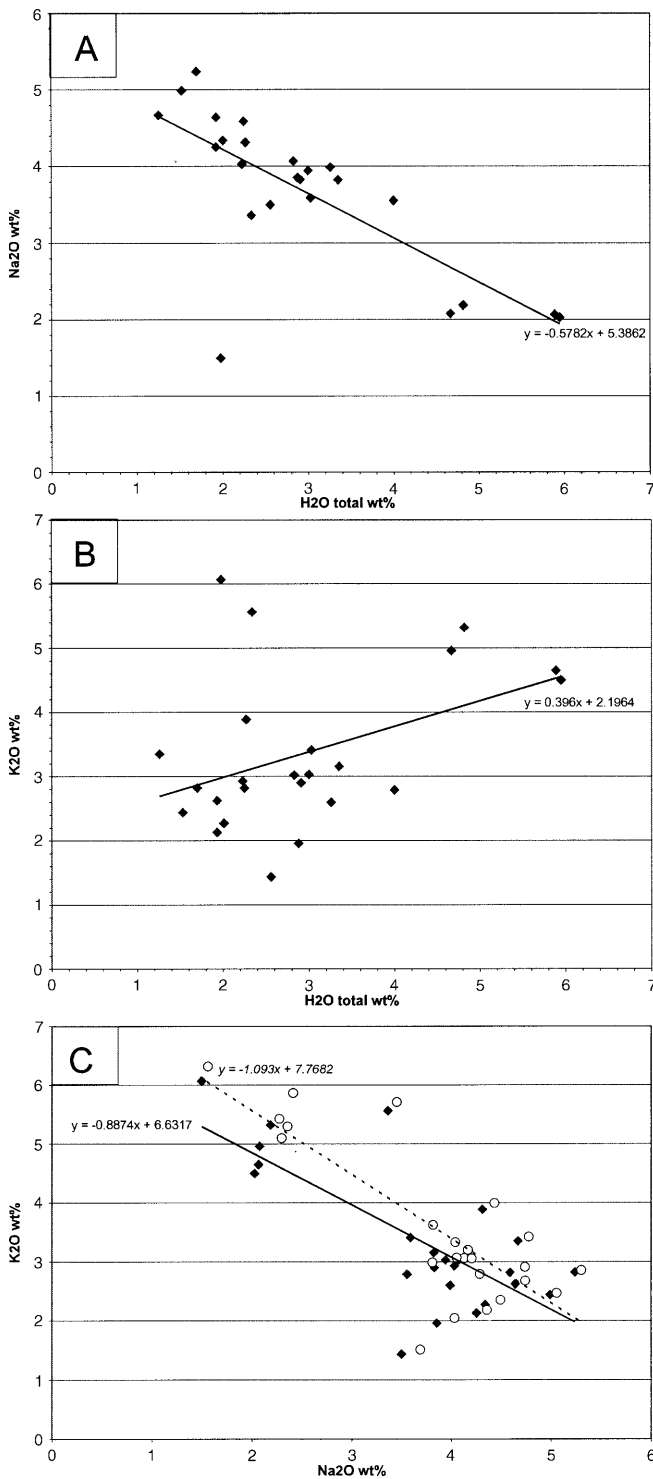 A
6
5
4
3
2
1
0
Na2O wt%
y = -0.5782x + 5.3862
0 1 2 3 4 5 6 7
H2O total wt%
B
7
6
5
4
3
2
1
0
K2O wt%
y = 0.396x + 2.1964
0 1 2 3 4 5 6 7
H2O total wt%
C
7
6
5
4
3
2
1
0
K2O wt%
y = -1.093x + 7.7682
y = -0.8874x + 6.6317
0 1 2 3 4 5 6
Na2O wt%